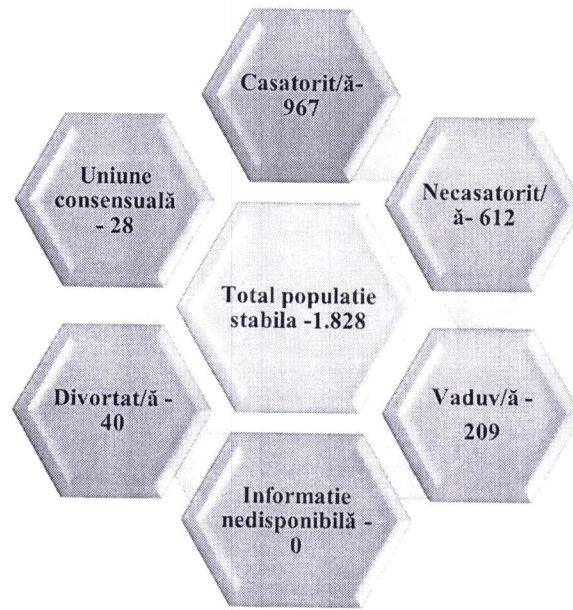 Casatorit/ă-
967
Necasatorit/
ă- 612
Vaduv/ă -
209
Informatie
nedisponibilă -
0
Divortat/ă -
40
Uniune
consensuală
- 28
Total populatie
stabila -1.828